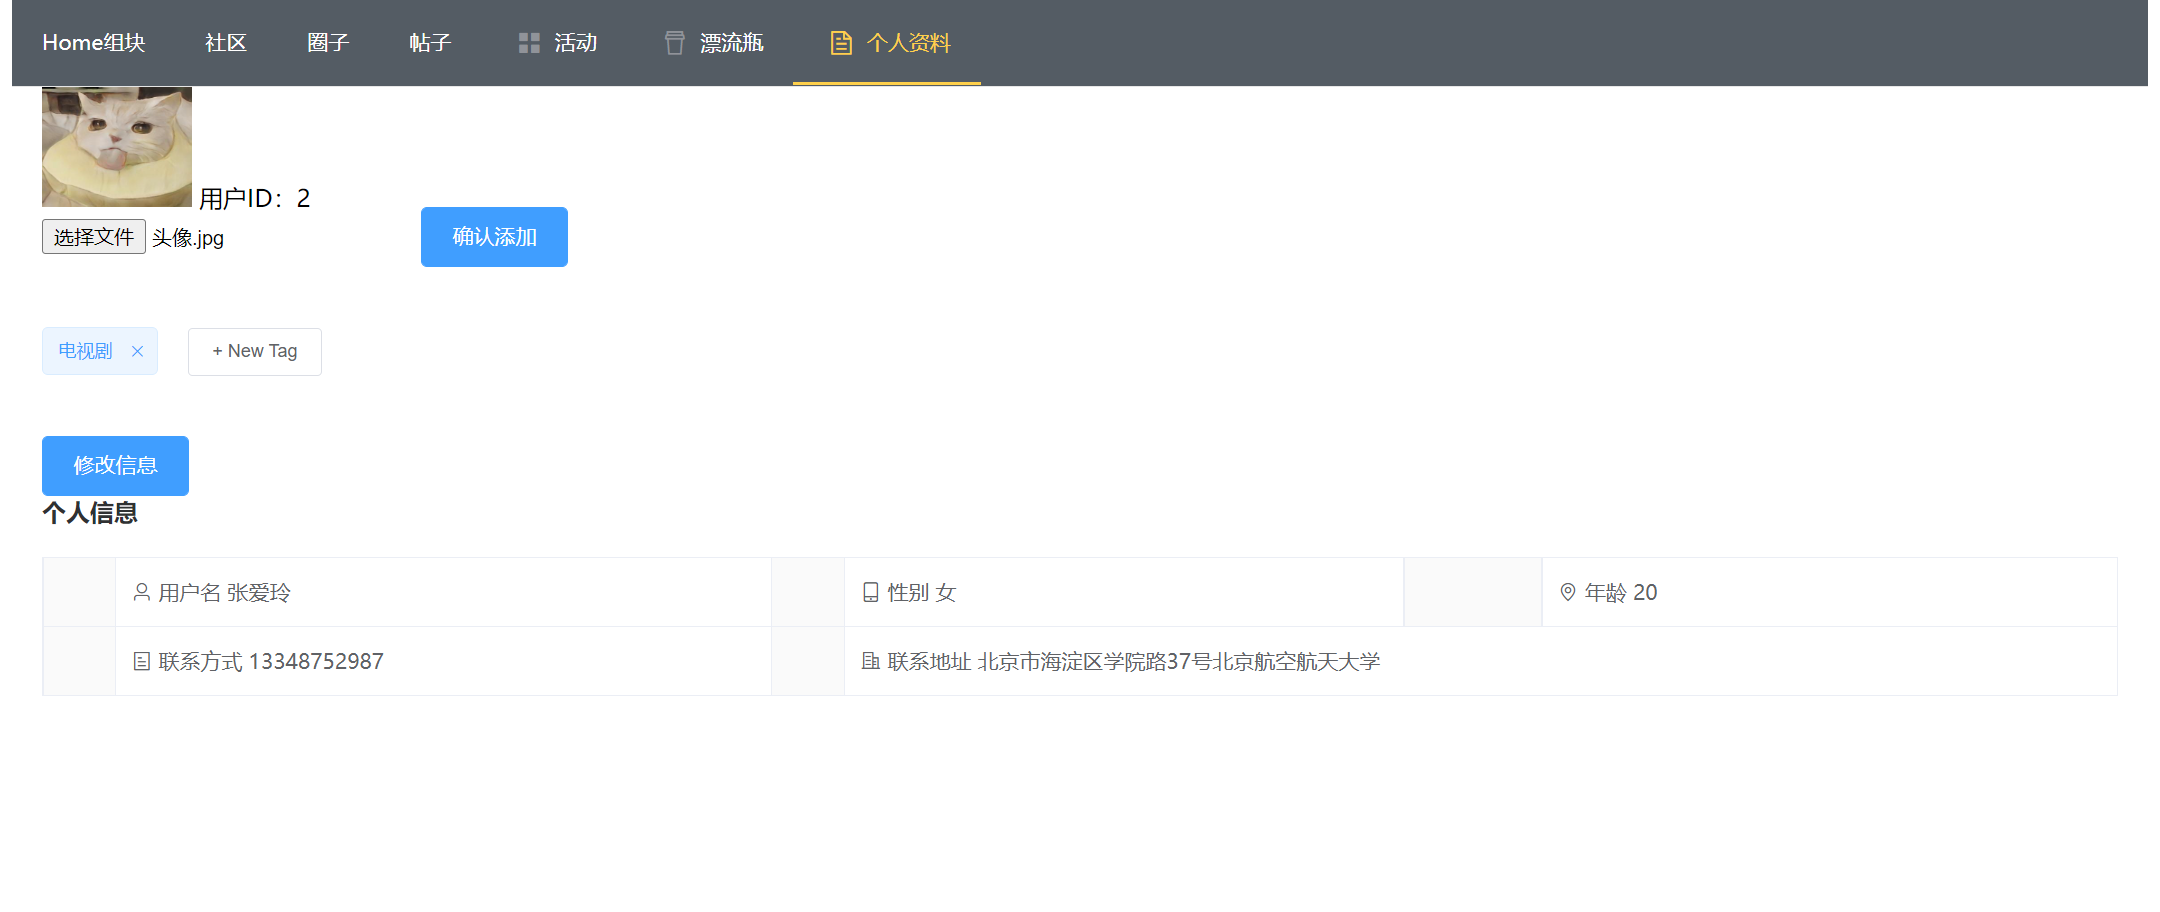 Home组块 社区 圈子 帖子 活动 漂流瓶 个人资料
用户ID：2
选择文件 头像.jpg 确认添加
电视剧 × + New Tag
修改信息
个人信息
用户名 张爱玲 性别 女 年龄 20
联系方式 13348752987 联系地址 北京市海淀区学院路37号北京航空航天大学